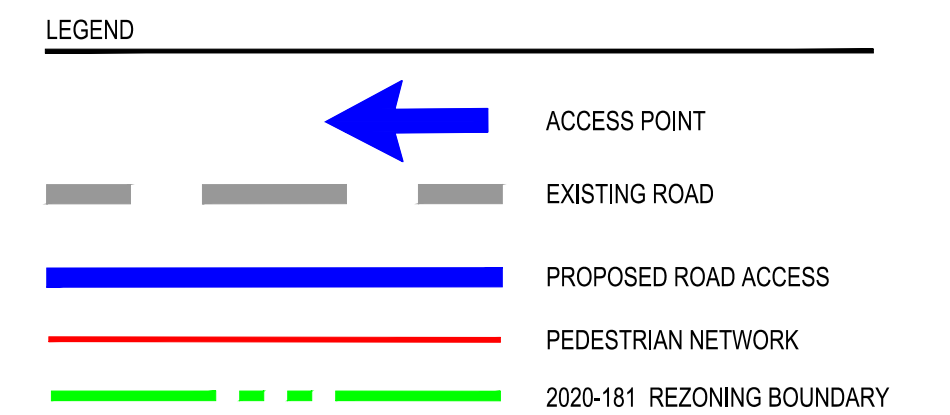 LEGEND
ACCESS POINT
EXISTING ROAD
PROPOSED ROAD ACCESS
PEDESTRIAN NETWORK
2020-181 REZONING BOUNDARY